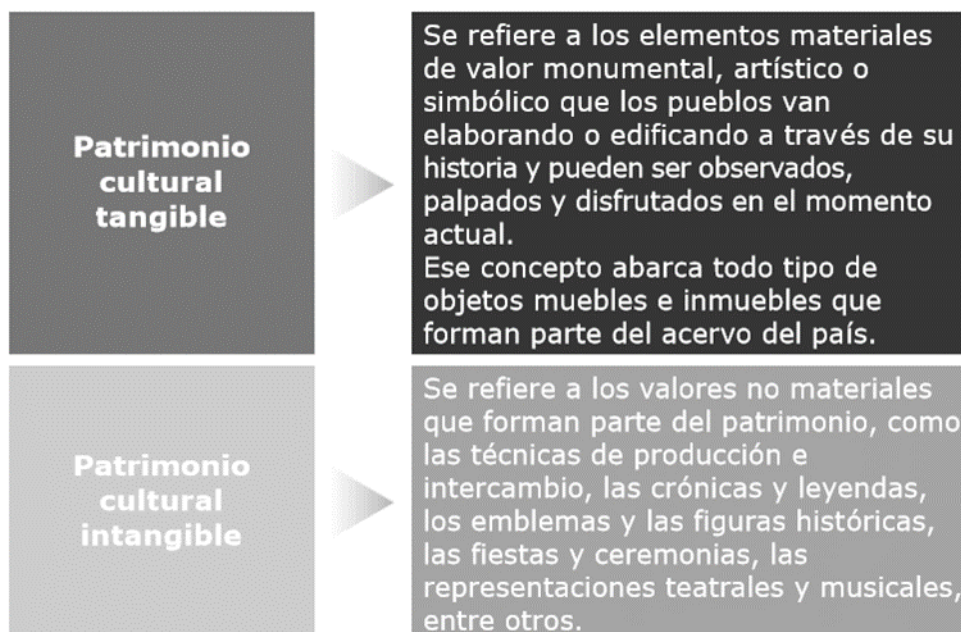 Patrimonio
cultural
tangible
Se refiere a los elementos materiales
de valor monumental, artístico o
simbólico que los pueblos van
elaborando o edificando a través de su
historia y pueden ser observados,
palpados y disfrutados en el momento
actual.
Ese concepto abarca todo tipo de
objetos muebles e inmuebles que
forman parte del acervo del país.
Patrimonio
cultural
intangible
Se refiere a los valores no materiales
que forman parte del patrimonio, como
las técnicas de producción e
intercambio, las crónicas y leyendas,
los emblemas y las figuras históricas,
las fiestas y ceremonias, las
representaciones teatrales y musicales,
entre otros.